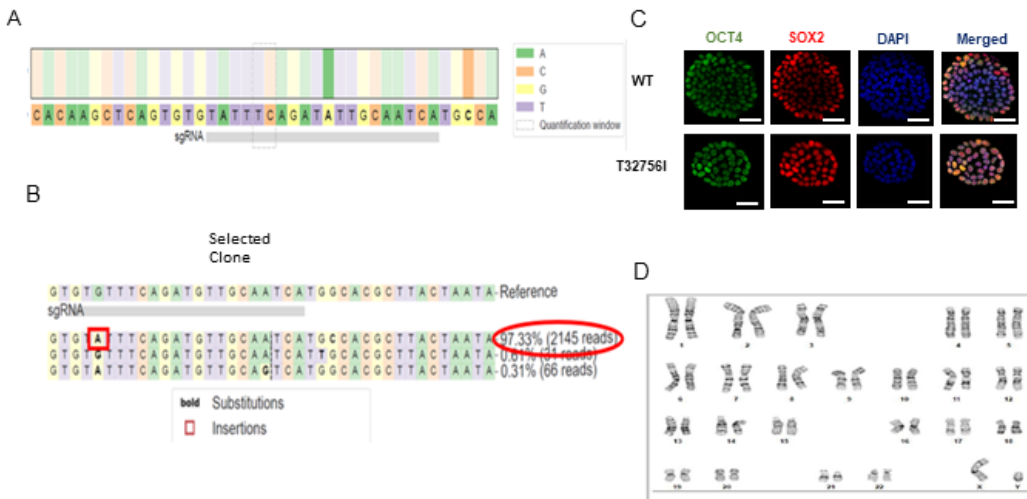 A
C A C A A G C T C A G T G T G T A T T T C A G A T A T T G C A A T C A T G C C A
sgRNA
A
C
G
T
Quantification window
B
Selected
Clone
G T G T G T T T C A G A T G T T G C A A T C A T G G C A C G C T T A C T A A T A -Reference
sgRNA
G T G T A T T T C A G A T G T T G C A A T C A T G C C A C G C T T A C T A A T A -97.33% (2145 reads)
G T G T G T T T C A G A T G T T G C A A T C A T T G C A C G C T T A C T A A T A -0.61% (31 reads)
G T G T A T T T C A G A T G T T G C A G T C A T G G C A C G C T T A C T A A T A -0.31% (66 reads)
bold Substitutions
Insertions
C
OCT4 SOX2 DAPI Merged
WT
T32756I
D
1 2 3 4 5
6 7 8 9 10 11 12
13 14 15 16 17 18
19 20 21 22 X Y